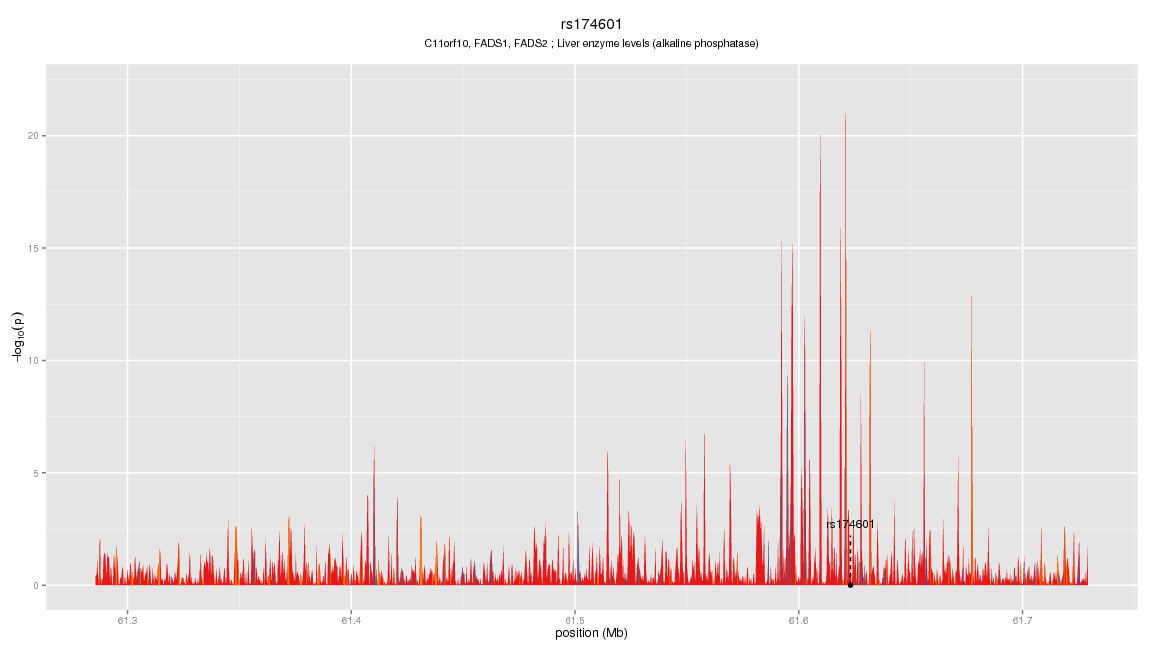 rs174601
C11orf10, FADS1, FADS2 ; Liver enzyme levels (alkaline phosphatase)
−log10(p)
20
15
10
5
0
rs174601
61.3 61.4 61.5 61.6 61.7
position (Mb)